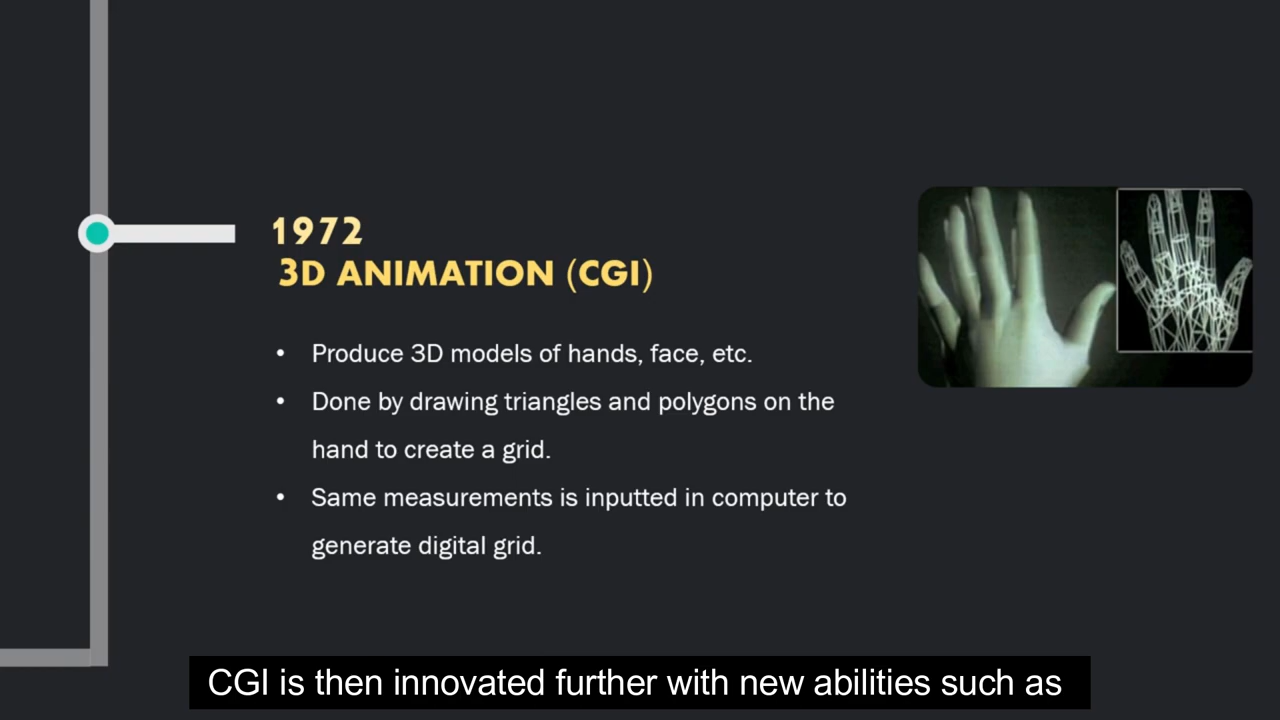 1972
3D ANIMATION (CGI)
• Produce 3D models of hands, face, etc.
• Done by drawing triangles and polygons on the
hand to create a grid.
• Same measurements is inputted in computer to
generate digital grid.
CGI is then innovated further with new abilities such as